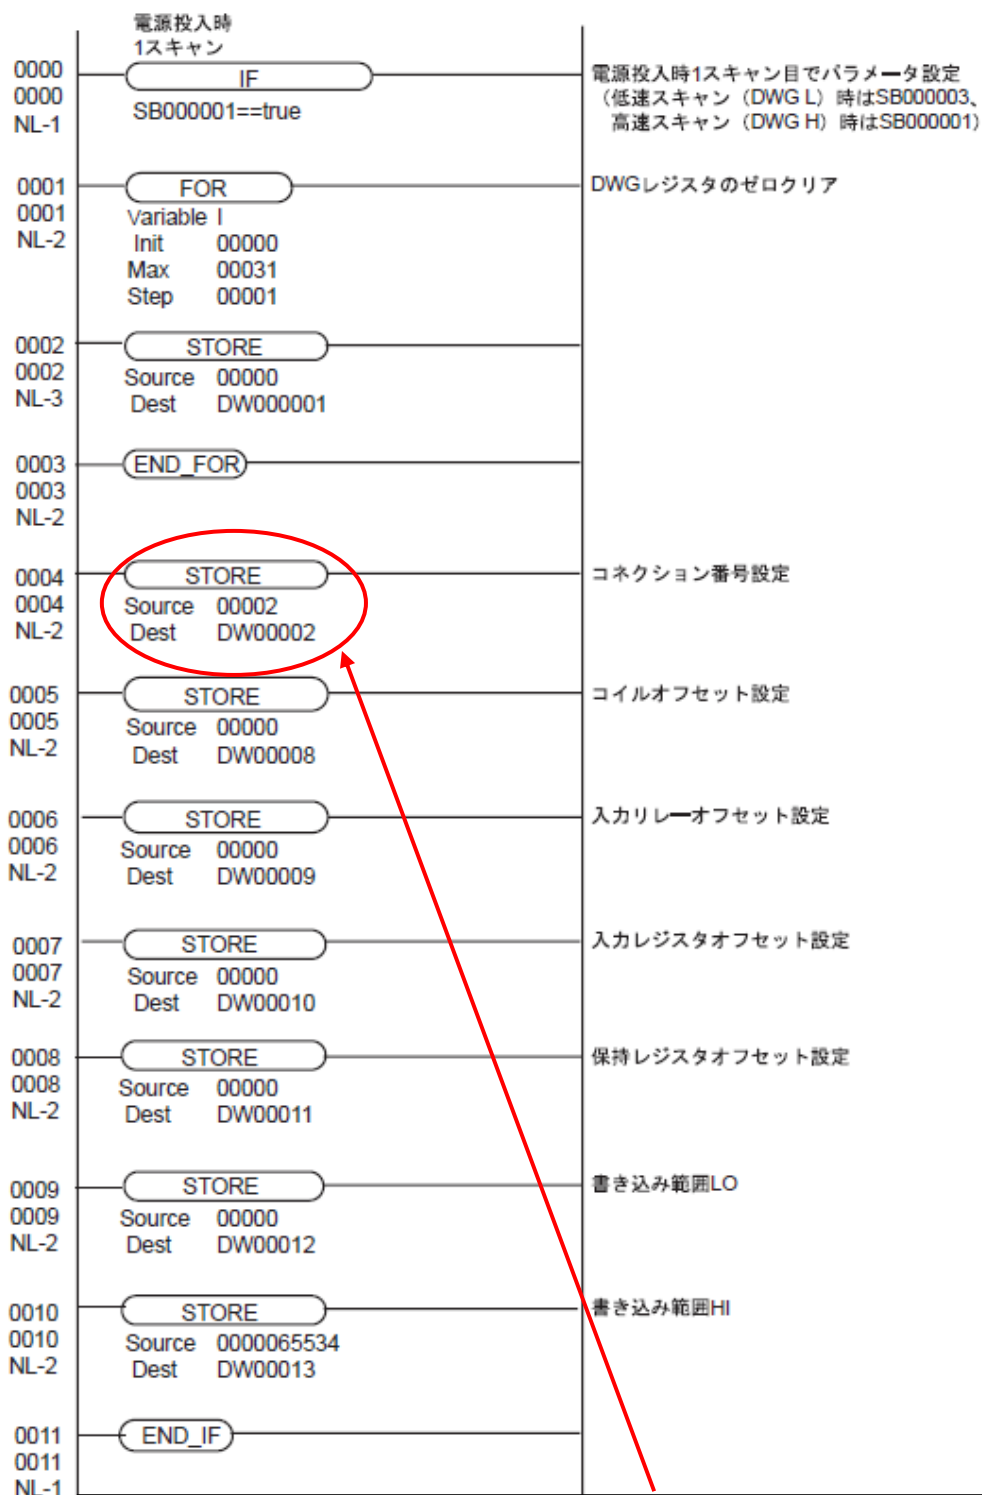 電源投入時
1スキャン
0000
0000
NL-1
IF
SB000001==true
電源投入時1スキャン目でパラメータ設定
（低速スキャン（DWG L）時はSB000003、
高速スキャン（DWG H）時はSB000001）
0001
0001
NL-2
FOR
Variable I
Init 00000
Max 00031
Step 00001
DWGレジスタのゼロクリア
0002
0002
NL-3
STORE
Source 00000
Dest DW000001
0003
0003
NL-2
END_FOR
0004
0004
NL-2
STORE
Source 00002
Dest DW00002
コネクション番号設定
0005
0005
NL-2
STORE
Source 00000
Dest DW00008
コイルオフセット設定
0006
0006
NL-2
STORE
Source 00000
Dest DW00009
入力リレーオフセット設定
0007
0007
NL-2
STORE
Source 00000
Dest DW00010
入力レジスタオフセット設定
0008
0008
NL-2
STORE
Source 00000
Dest DW00011
保持レジスタオフセット設定
0009
0009
NL-2
STORE
Source 00000
Dest DW00012
書き込み範囲LO
0010
0010
NL-2
STORE
Source 0000065534
Dest DW00013
書き込み範囲HI
0011
0011
NL-1
END_IF